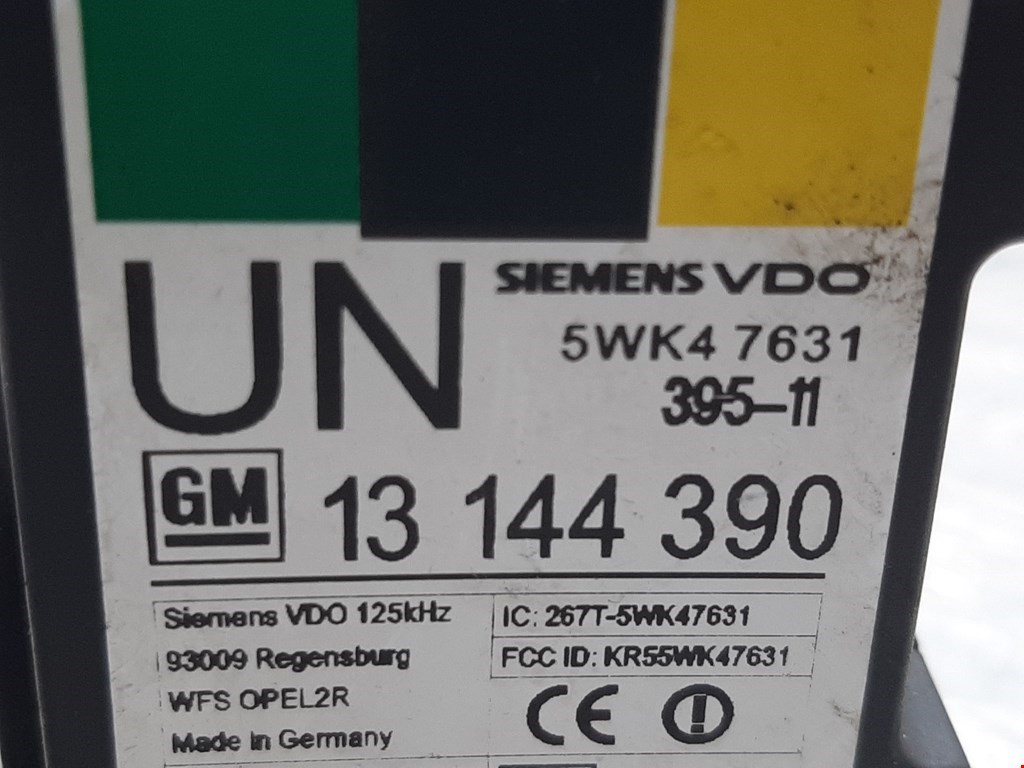 UN
SIEMENS VDO
5WK4 7631
395-11
GM 13 144 390
Siemens VDO 125kHz
93009 Regensburg
WFS OPEL2R
Made in Germany
IC: 267T-5WK47631
FCC ID: KR55WK47631
CE